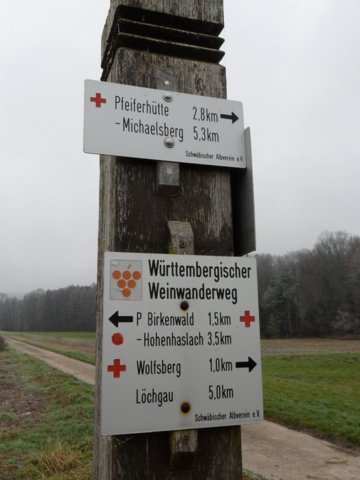 Pfeiferhütte 2.8km
-Michaelsberg 5.3km
Schwäbischer Albverein e.V.
Württembergischer
Weinwanderweg
P Birkenwald 1,5km
-Hohenhaslach 3,5km
Wolfsberg 1,0km
Löchgau 5,0km
Schwäbischer Albverein e.V.